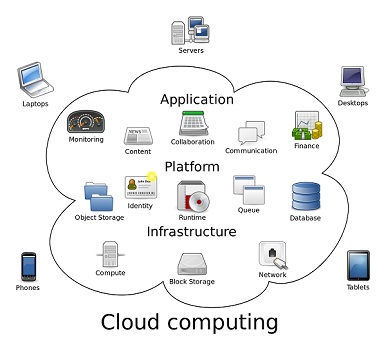 Servers
Laptops
Desktops
Application
Monitoring
NEWS
Content
Collaboration
Communication
Finance
Platform
Object Storage
Identity
Runtime
Queue
Database
Infrastructure
Compute
Block Storage
Network
Phones
Tablets
Cloud computing